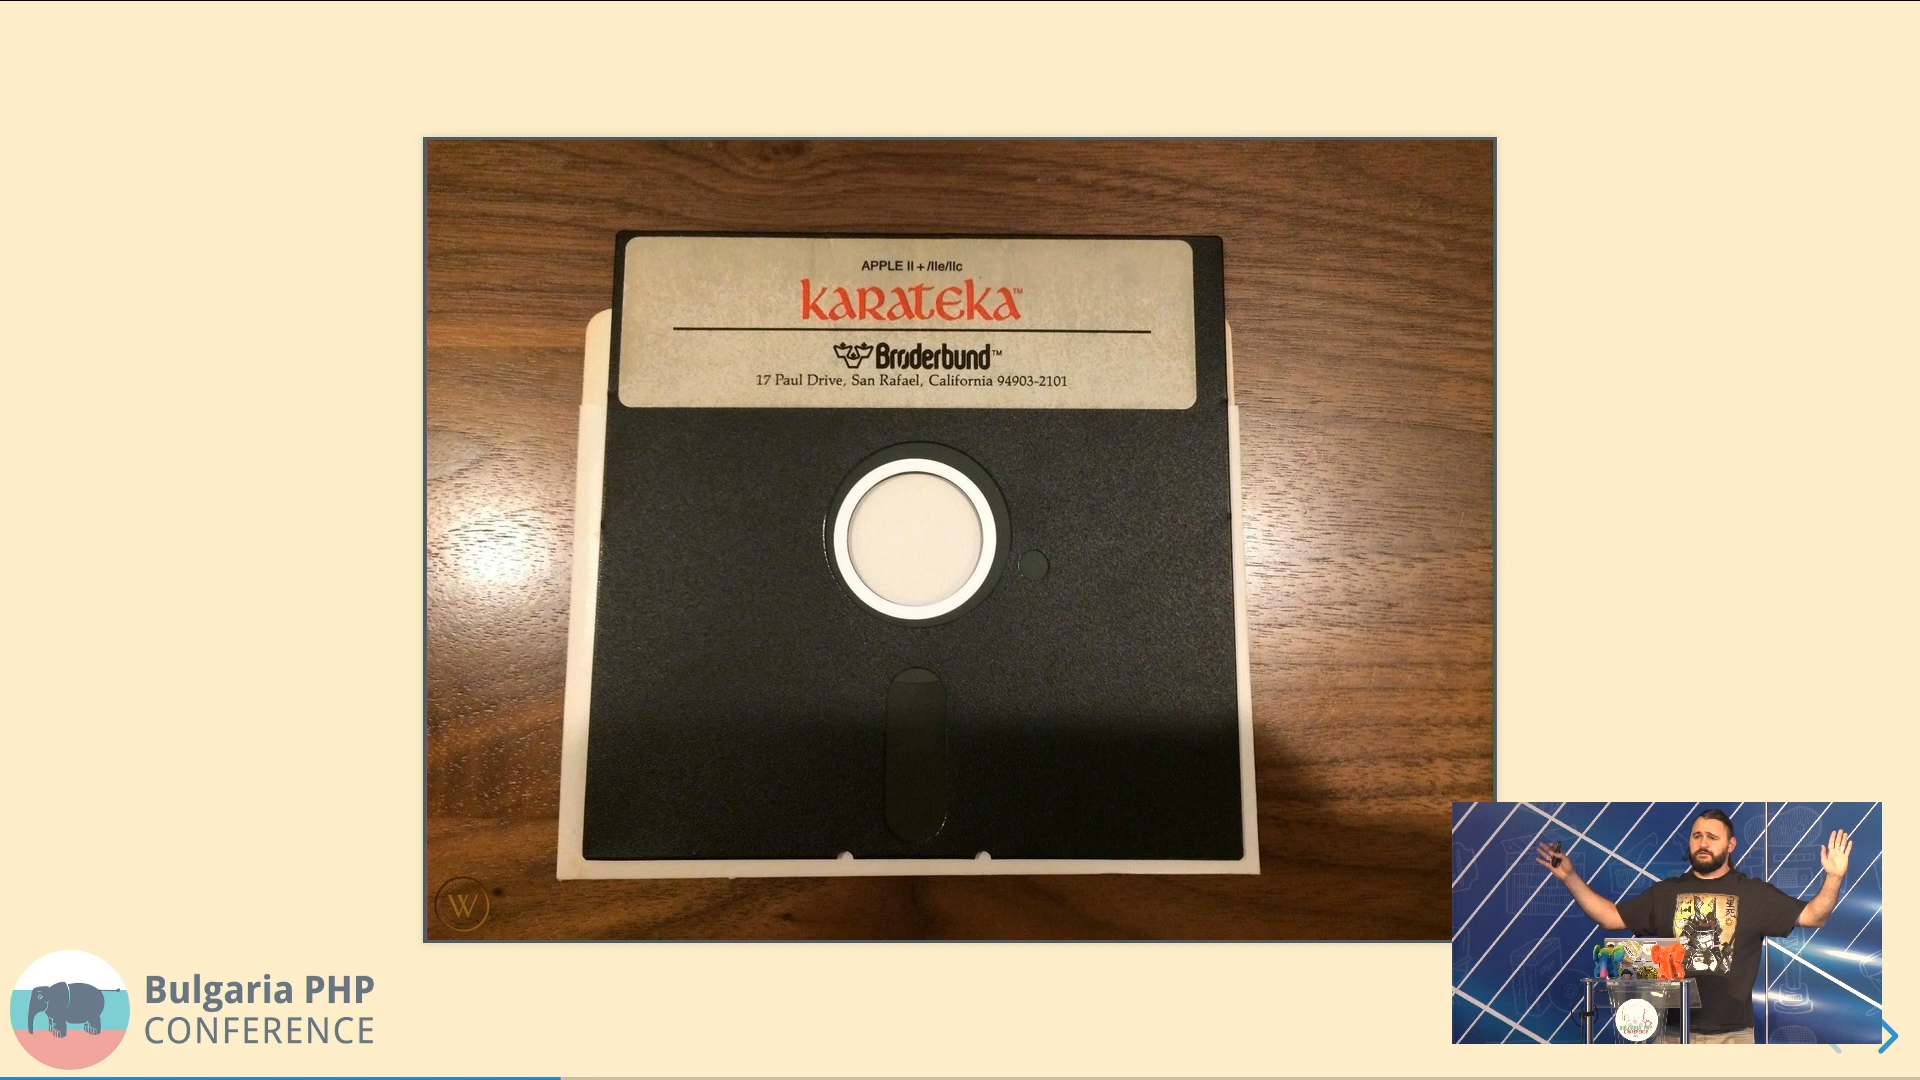 APPLE II + /IIe/IIc
KARATEKA™
Brøderbund™
17 Paul Drive, San Rafael, California 94903-2101
W
Bulgaria PHP
CONFERENCE